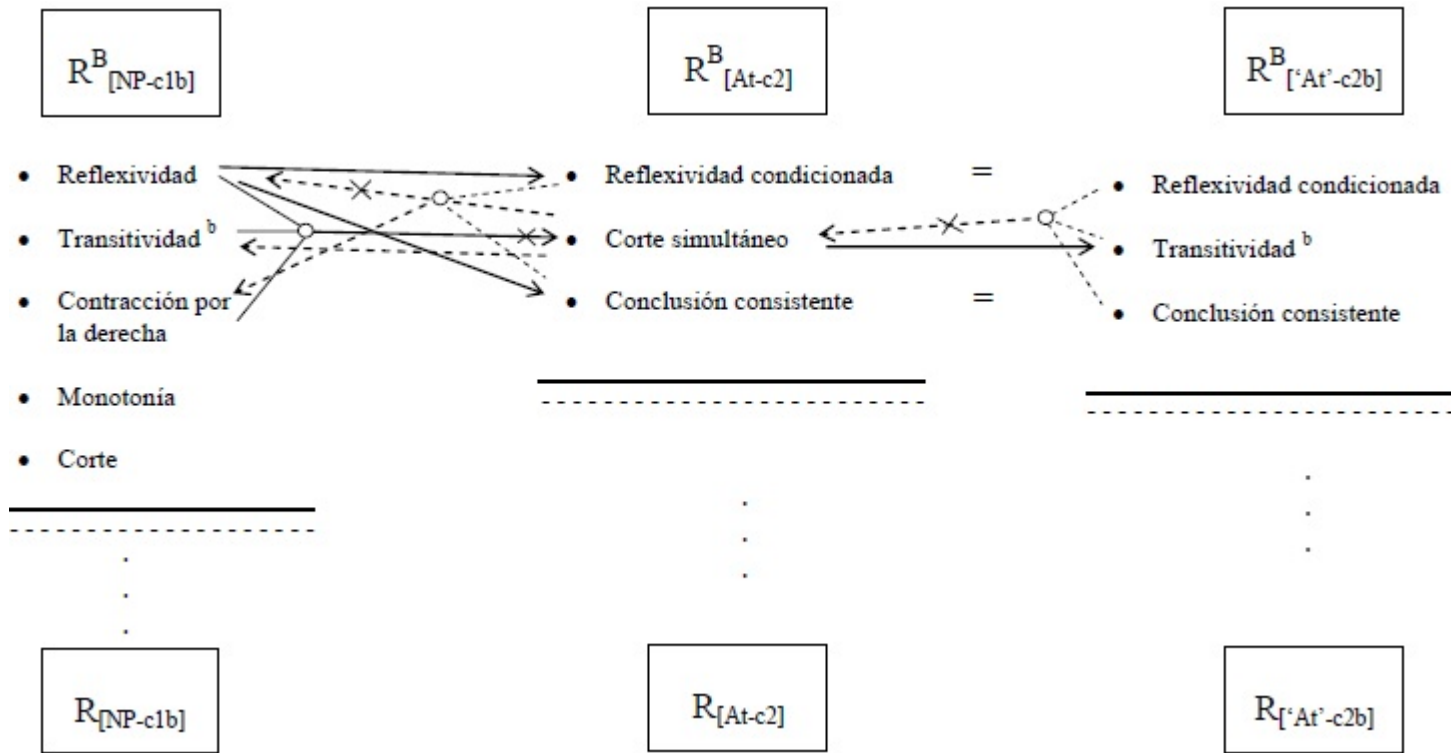 R^B_[NP-c1b]
R^B_[At-c2]
R^B_[‘At’-c2b]
• Reflexividad
• Transitividad ^b
• Contracción por
la derecha
• Monotonía
• Corte
• Reflexividad condicionada =
• Corte simultáneo
• Conclusión consistente =
• Reflexividad condicionada
• Transitividad ^b
• Conclusión consistente
R_[NP-c1b]
R_[At-c2]
R_[‘At’-c2b]